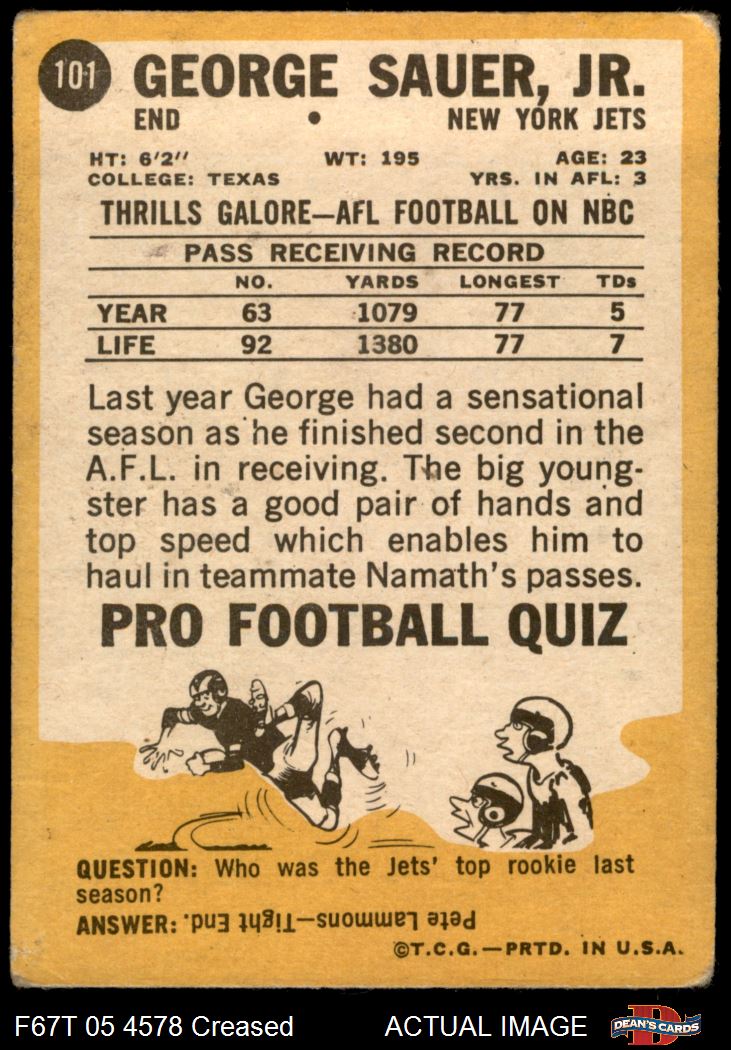 101 GEORGE SAUER, JR.
END • NEW YORK JETS
HT: 6'2" WT: 195 AGE: 23
COLLEGE: TEXAS YRS. IN AFL: 3
THRILLS GALORE—AFL FOOTBALL ON NBC
PASS RECEIVING RECORD
NO. YARDS LONGEST TDs
YEAR 63 1079 77 5
LIFE 92 1380 77 7
Last year George had a sensational
season as he finished second in the
A.F.L. in receiving. The big young-
ster has a good pair of hands and
top speed which enables him to
haul in teammate Namath's passes.
PRO FOOTBALL QUIZ
QUESTION: Who was the Jets' top rookie last
season?
ANSWER: Pete Lammons—Tight End.
©T.C.G.—PRTD. IN U.S.A.
F67T 05 4578 Creased ACTUAL IMAGE D DEAN'S CARDS